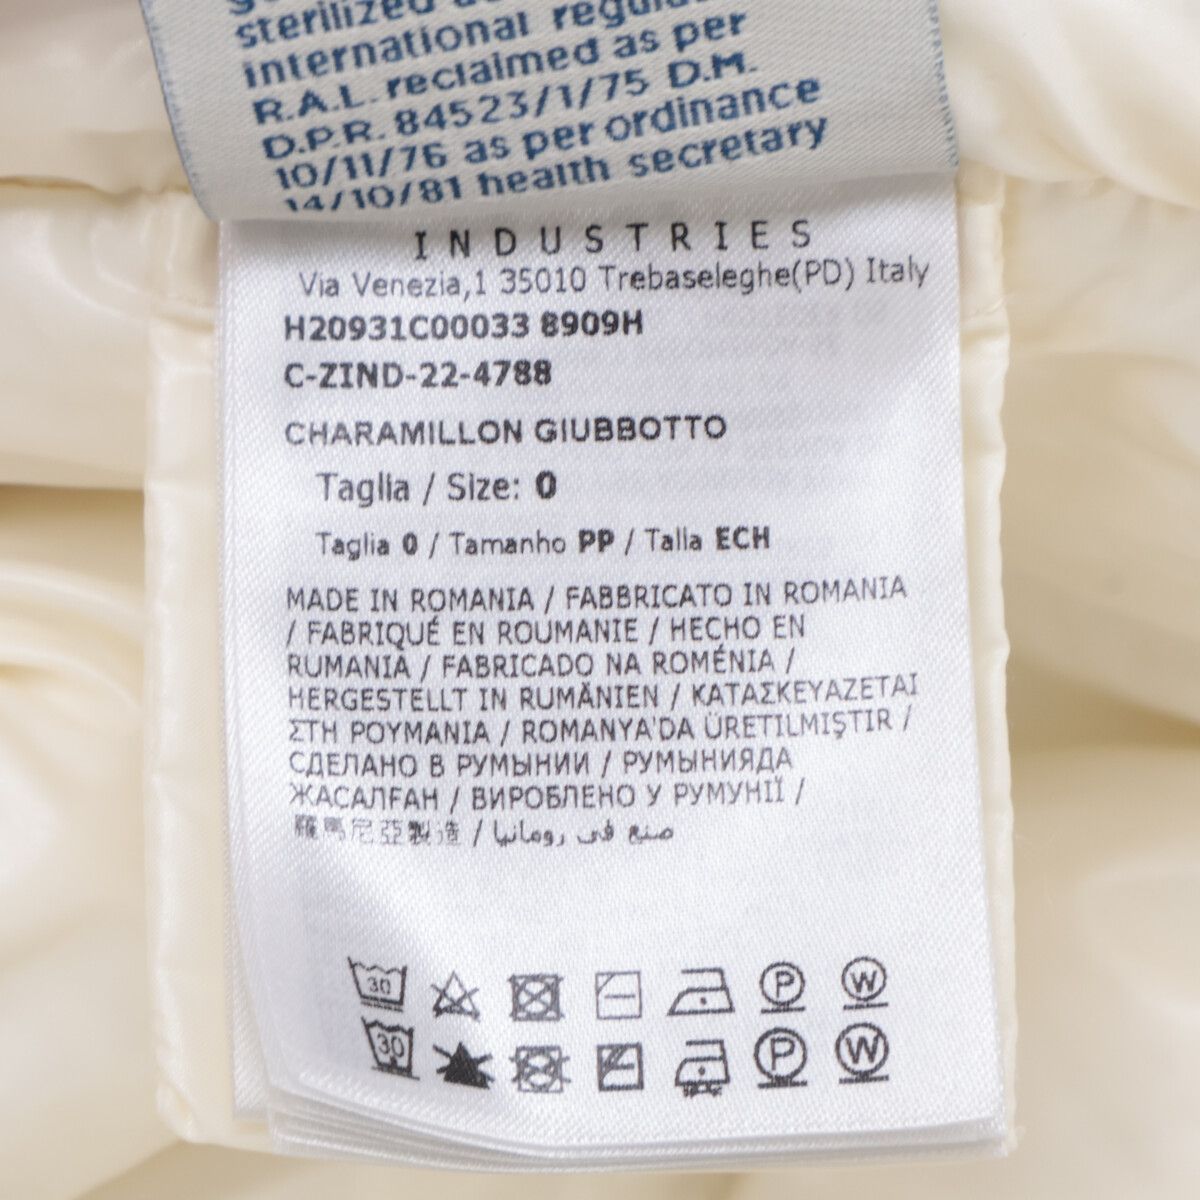 sterilized
international
R.A.L. reclaimed as per
D.P.R. 84523/1/75 D.M.
10/11/76 as per ordinance
14/10/81 health secretary
INDUSTRIES
Via Venezia,1 35010 Trebaseleghe(PD) Italy
H20931C00033 8909H
C-ZIND-22-4788
CHARAMILLON GIUBBOTTO
Taglia / Size: 0
Taglia 0 / Tamanho PP / Talla ECH
MADE IN ROMANIA / FABBRICATO IN ROMANIA
/ FABRIQUÉ EN ROUMANIE / HECHO EN
RUMANIA / FABRICADO NA ROMÉNIA /
HERGESTELLT IN RUMÄNIEN / ΚΑΤΑΣΚΕΥΑΖΕΤΑΙ
ΣΤΗ ΡΟΥΜΑΝΙΑ / ROMANYA'DA ÜRETILMIŞTIR /
СДЕЛАНО В РУМЫНИИ / РУМЫНИЯДА
ЖАСАЛҒАН / ВИРОБЛЕНО У РУМУНІЇ /
羅馬尼亞製造 / صنع في رومانيا
30 P W
30 P W